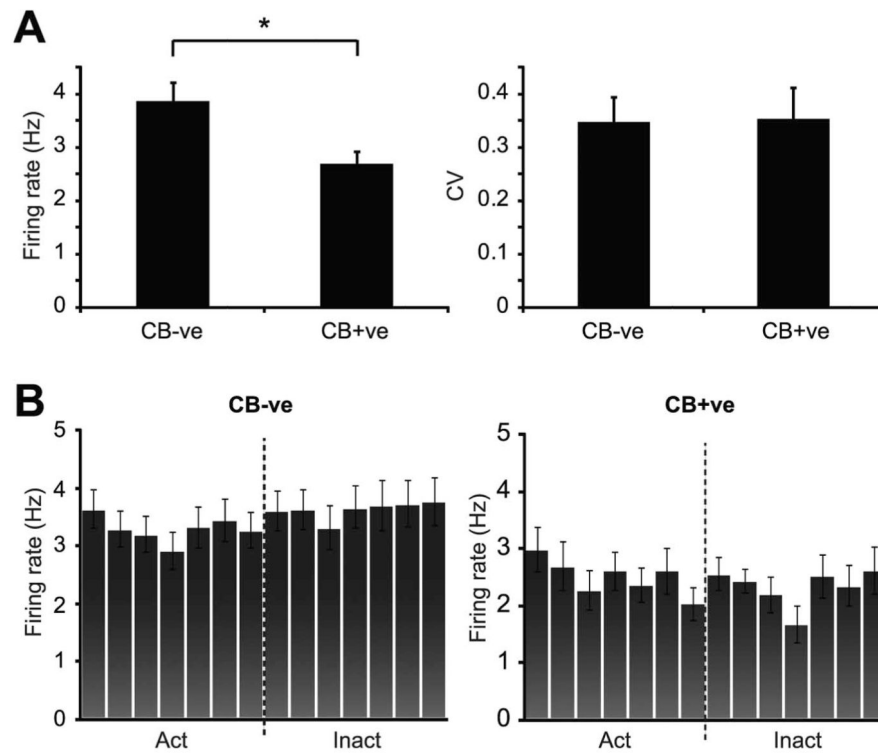 A
*
Firing rate (Hz)
4
3
2
1
0
CB-ve
CB+ve
CV
0.4
0.3
0.2
0.1
0
CB-ve
CB+ve
B
CB-ve
Firing rate (Hz)
5
4
3
2
1
0
Act
Inact
CB+ve
Firing rate (Hz)
5
4
3
2
1
0
Act
Inact